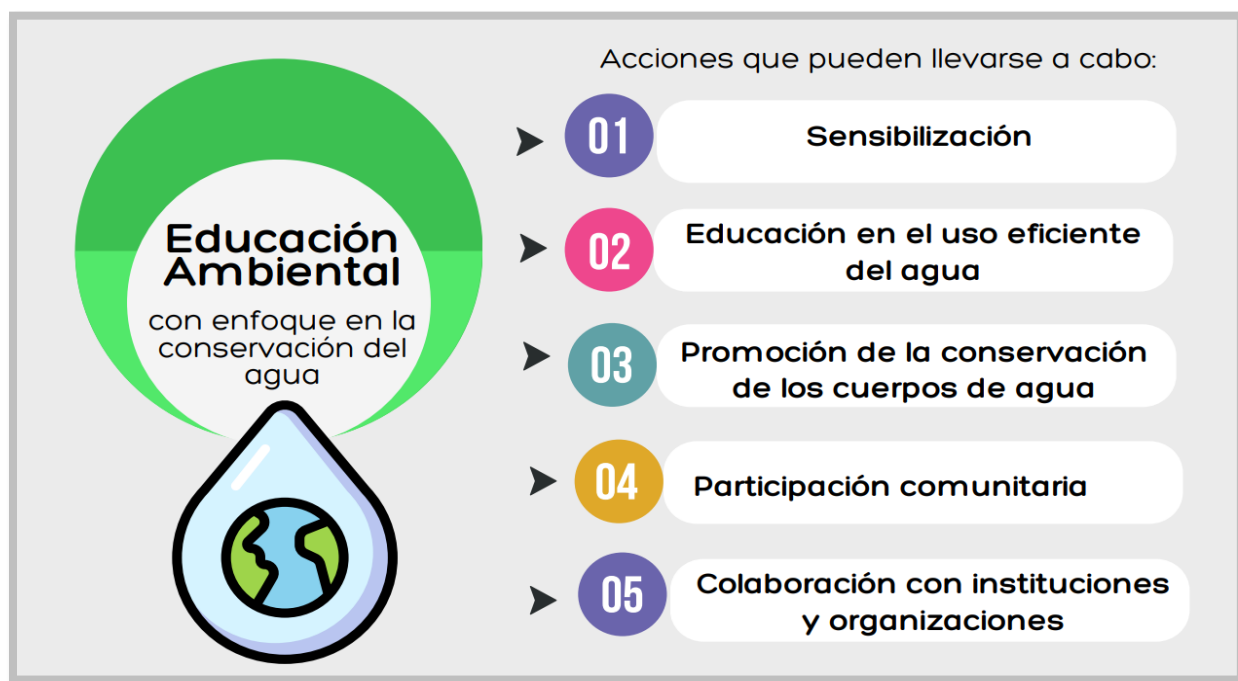 Acciones que pueden llevarse a cabo:
Educación
Ambiental
con enfoque en la
conservación del
agua
01
Sensibilización
02
Educación en el uso eficiente
del agua
03
Promoción de la conservación
de los cuerpos de agua
04
Participación comunitaria
05
Colaboración con instituciones
y organizaciones